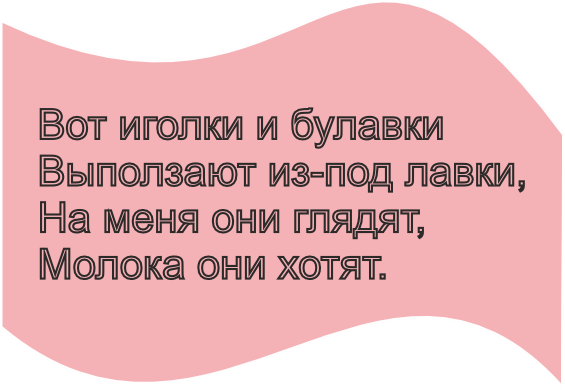 Вот иголки и булавки
Выползают из-под лавки,
На меня они глядят,
Молока они хотят.